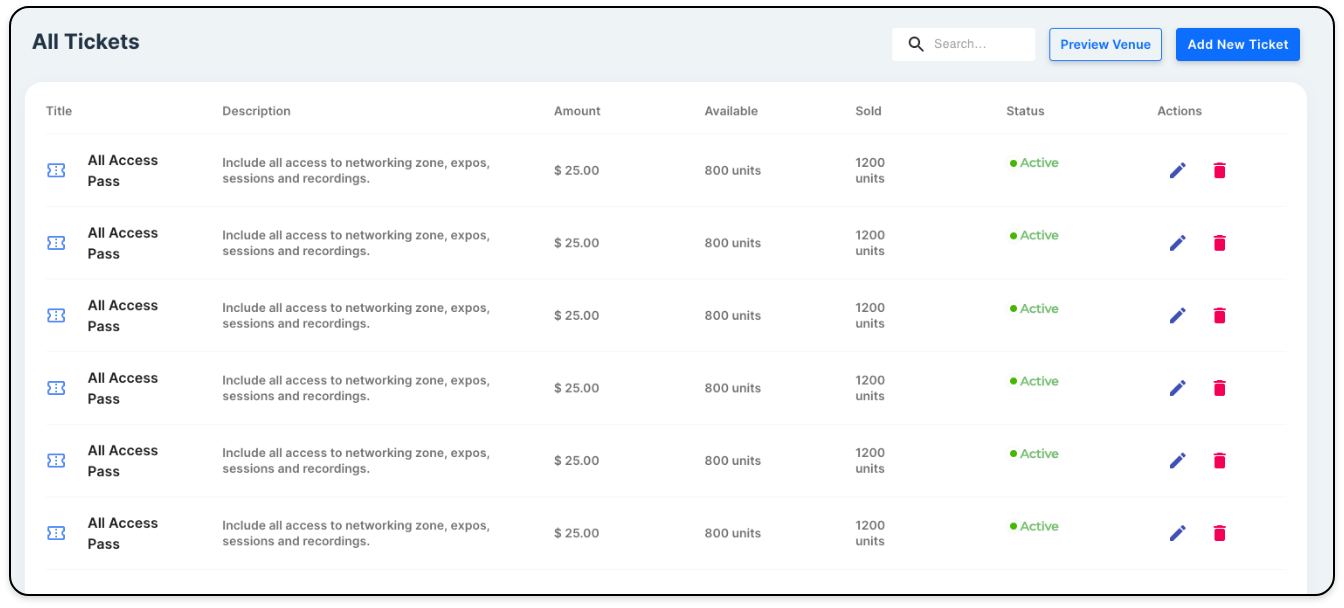 All Tickets
Search...
Preview Venue
Add New Ticket
Title Description Amount Available Sold Status Actions
All Access
Pass
Include all access to networking zone, expos,
sessions and recordings.
$ 25.00
800 units
1200
units
Active
All Access
Pass
Include all access to networking zone, expos,
sessions and recordings.
$ 25.00
800 units
1200
units
Active
All Access
Pass
Include all access to networking zone, expos,
sessions and recordings.
$ 25.00
800 units
1200
units
Active
All Access
Pass
Include all access to networking zone, expos,
sessions and recordings.
$ 25.00
800 units
1200
units
Active
All Access
Pass
Include all access to networking zone, expos,
sessions and recordings.
$ 25.00
800 units
1200
units
Active
All Access
Pass
Include all access to networking zone, expos,
sessions and recordings.
$ 25.00
800 units
1200
units
Active